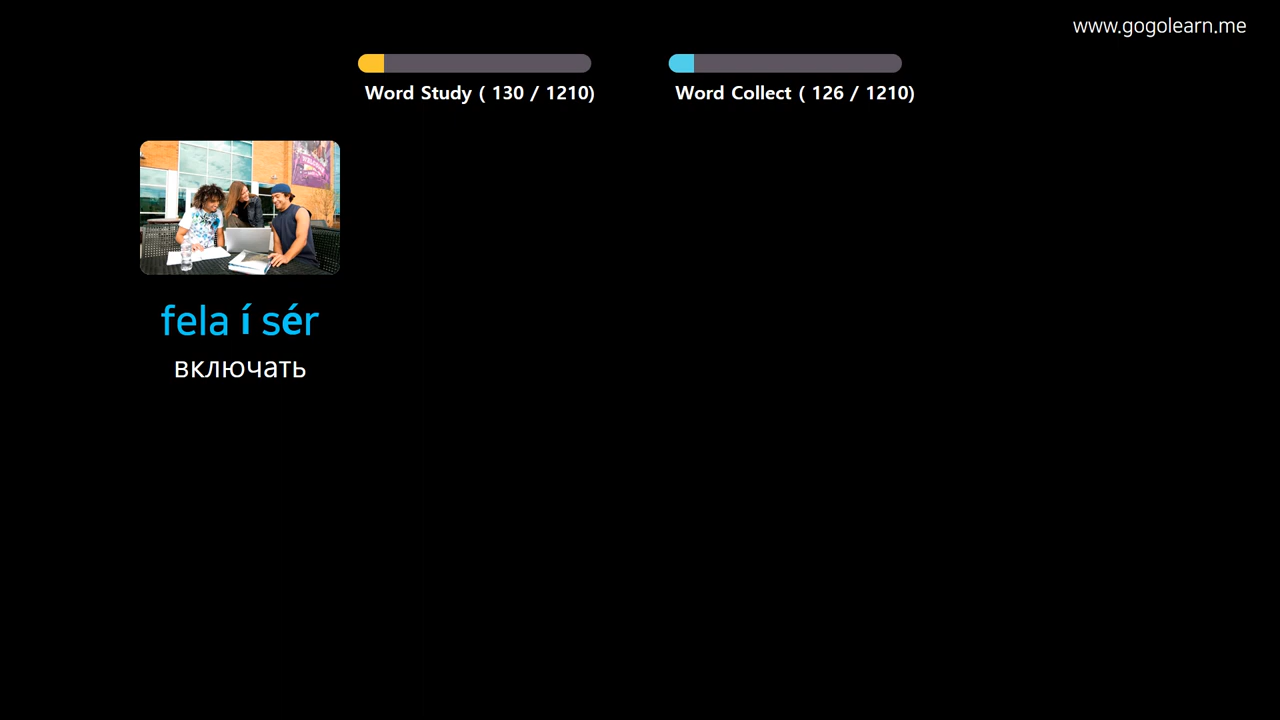 www.gogolearn.me
Word Study ( 130 / 1210)
Word Collect ( 126 / 1210)
fela í sér
включать